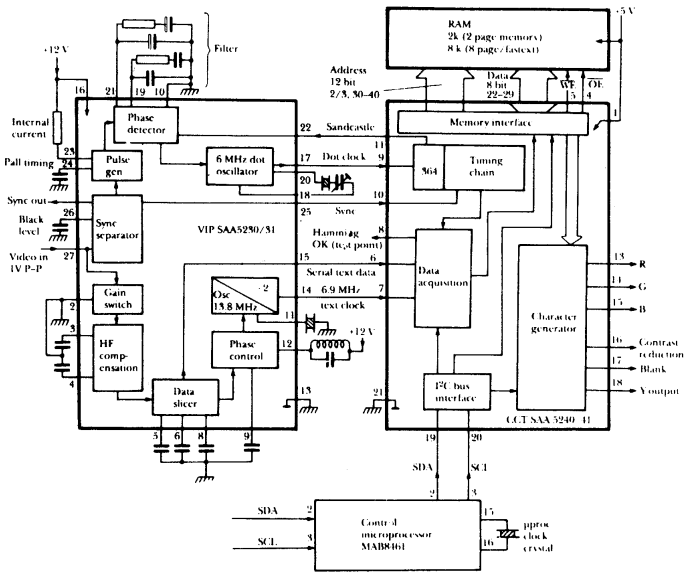 Filter
+12 V
16
21
19
10
Phase
detector
Internal
current
23
Pall timing
24
Pulse
gen
6 MHz dot
oscillator
Sync out
Black
level
26
Sync
separator
Video in
1V P-P
27
VIP SAA5230/31
Gain
switch
2
3
4
HF
comp-
ensation
Osc
÷2
13.8 MHz
Phase
control
Data
slicer
5
6
8
9
11
12
13
+12 V
22
Sandcastle
11
17
Dot clock
9
20
18
10
25
Sync
8
Hamming
OK (test point)
15
6
Serial text data
14
6.9 MHz
7
text clock
RAM
2k (2 page memory)
8 k (8 page/fastext)
+5 V
Address
12 bit
2/3, 30-40
Data
8 bit
22-29
WE
5
OE
4
1
Memory interface
÷64
Timing
chain
Data
acquisition
Character
generator
I²C bus
interface
CCT SAA 5240/41
13
R
14
G
15
B
16
Contrast
reduction
17
Blank
18
Y output
21
19
20
SDA
SCL
2
3
SDA
2
SCL
3
Control
microprocessor
MAB8461
15
16
μproc
clock
crystal